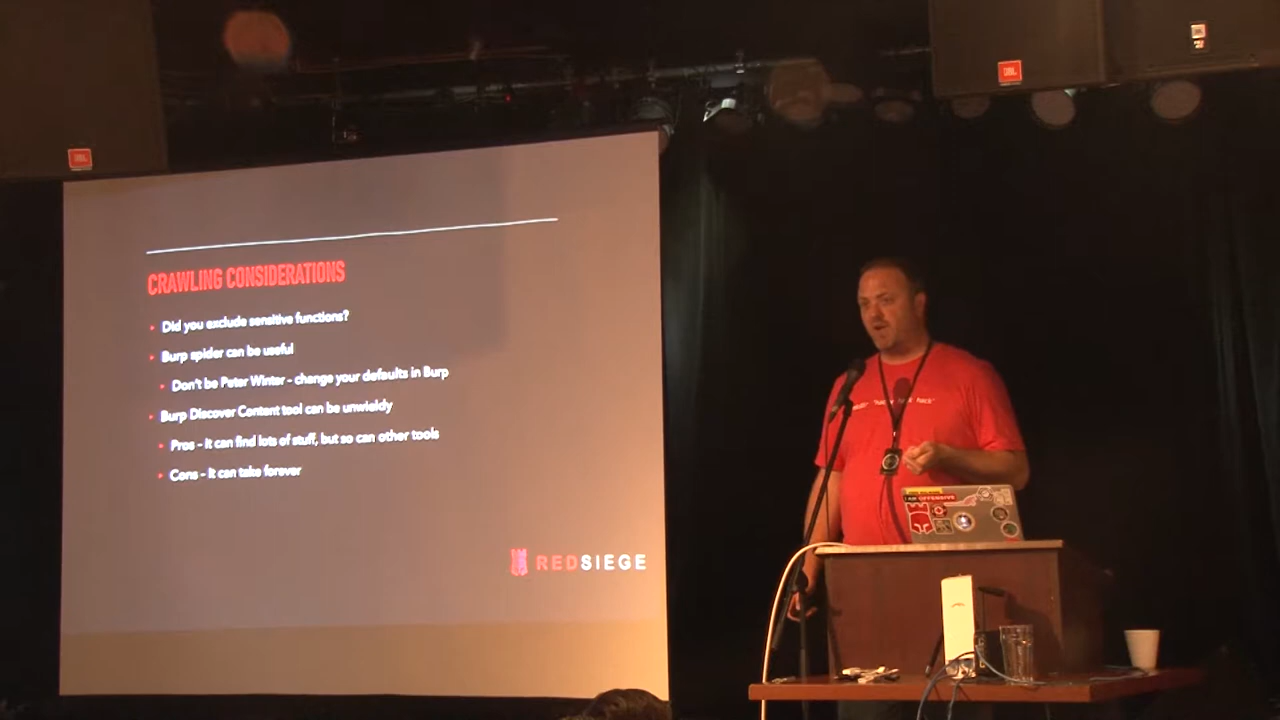 JBL
JBL
CRAWLING CONSIDERATIONS
Did you exclude sensitive functions?
Burp spider can be useful
Don't be Peter Winter - change your defaults in Burp
Burp Discover Content tool can be unwieldy
Pros - It can find lots of stuff, but so can other tools
Cons - It can take forever
REDSIEGE
I AM OFFENSIVE